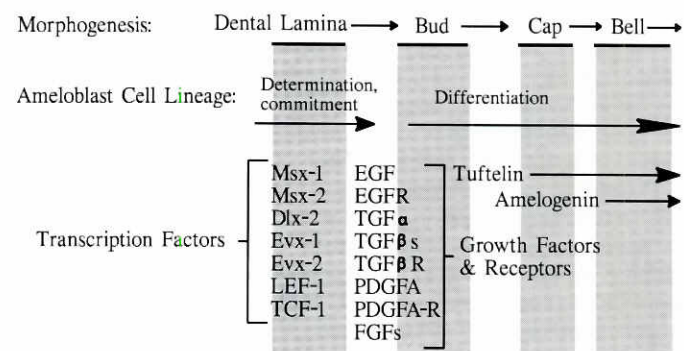 Morphogenesis: Dental Lamina Bud Cap Bell
Ameloblast Cell Lineage: Determination, commitment Differentiation
Transcription Factors
Msx-1 EGF
Msx-2 EGFR
Dlx-2 TGFα
Evx-1 TGFβs
Evx-2 TGFβR
LEF-1 PDGFA
TCF-1 PDGFA-R
FGFs
Growth Factors
& Receptors
Tuftelin
Amelogenin